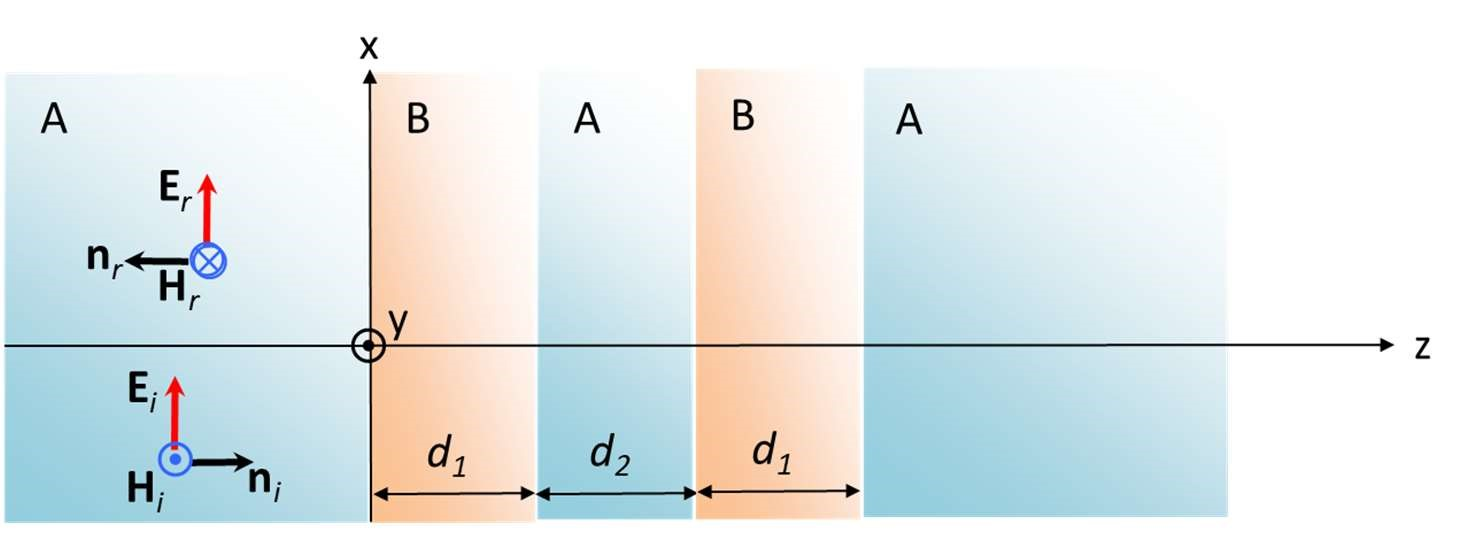 x
A B A B A
E_r
n_r
H_r
y
z
E_i
H_i
n_i
d_1 d_2 d_1